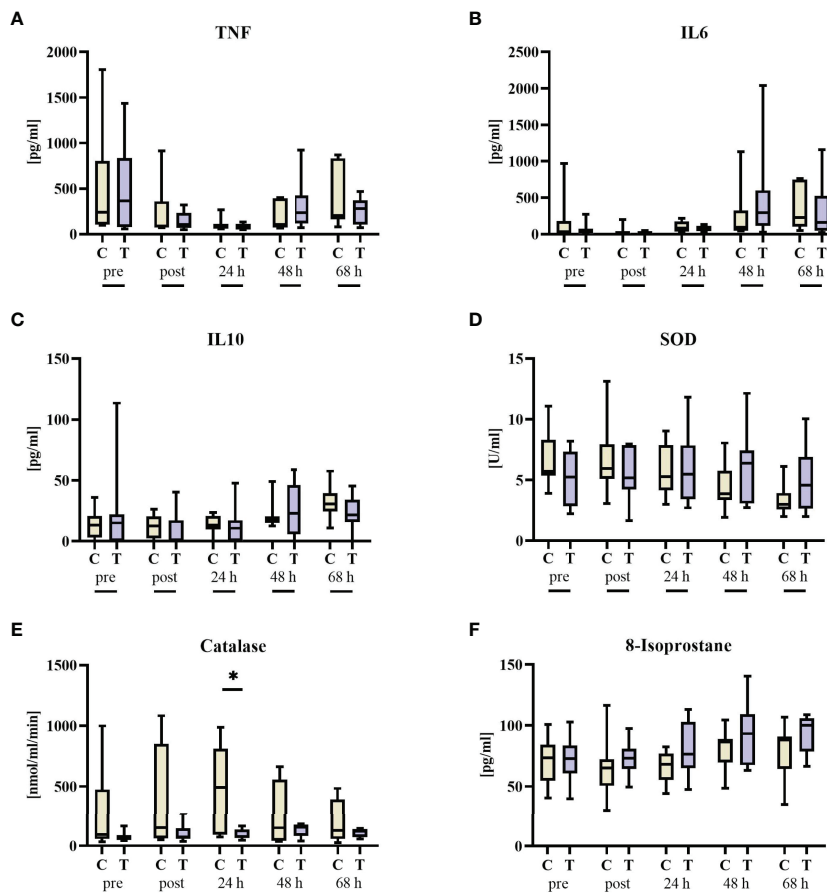 A
TNF
[pg/ml]
2000
1500
1000
500
0
C T C T C T C T C T
pre post 24 h 48 h 68 h
B
IL6
[pg/ml]
2500
2000
1500
1000
500
0
C T C T C T C T C T
pre post 24 h 48 h 68 h
C
IL10
[pg/ml]
150
100
50
0
C T C T C T C T C T
pre post 24 h 48 h 68 h
D
SOD
[U/ml]
15
10
5
0
C T C T C T C T C T
pre post 24 h 48 h 68 h
E
Catalase
[nmol/ml/min]
1500
1000
500
0
*
C T C T C T C T C T
pre post 24 h 48 h 68 h
F
8-Isoprostane
[pg/ml]
150
100
50
0
C T C T C T C T C T
pre post 24 h 48 h 68 h